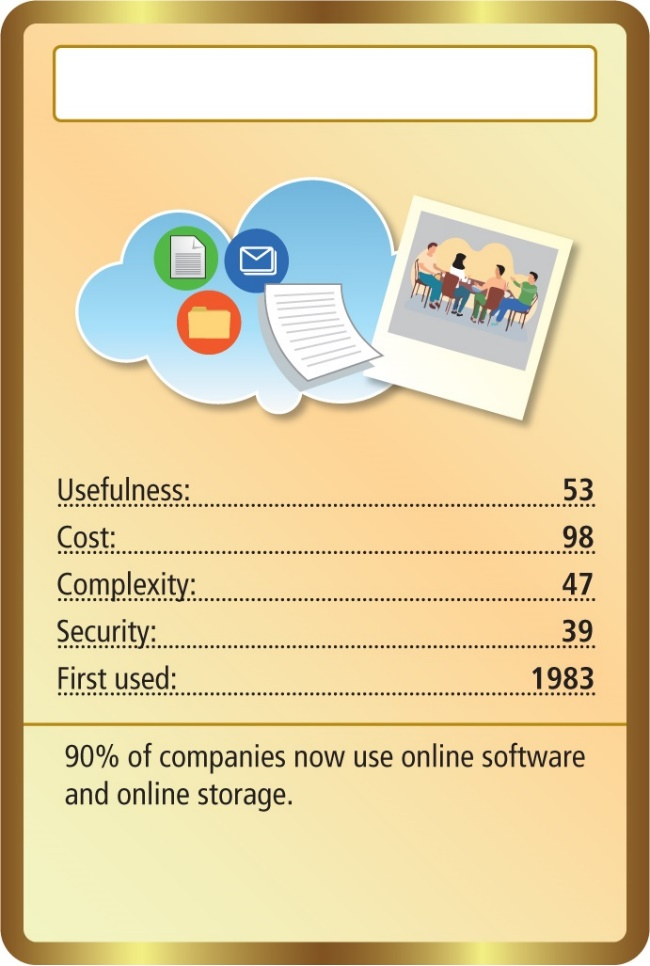 Usefulness: 53
Cost: 98
Complexity: 47
Security: 39
First used: 1983
90% of companies now use online software
and online storage.